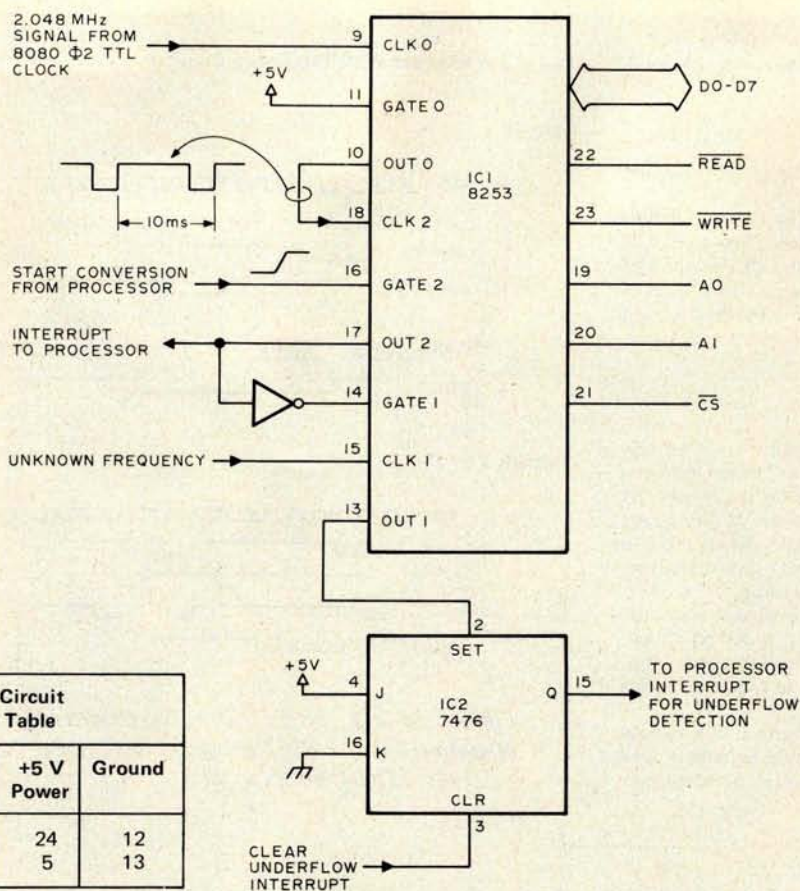 2.048 MHz
SIGNAL FROM
8080 Φ2 TTL
CLOCK
9
CLK 0
+5V
11
GATE 0
10
OUT 0
10ms
18
CLK 2
START CONVERSION
FROM PROCESSOR
16
GATE 2
INTERRUPT
TO PROCESSOR
17
OUT 2
14
GATE 1
UNKNOWN FREQUENCY
15
CLK 1
13
OUT 1
IC1
8253
D0-D7
22
READ
23
WRITE
19
A0
20
A1
21
CS
2
SET
+5V
4
J
IC2
7476
Q
15
TO PROCESSOR
INTERRUPT
FOR UNDERFLOW
DETECTION
16
K
CLR
3
CLEAR
UNDERFLOW
INTERRUPT
Circuit
Table
+5 V
Power
Ground
24 12
5 13